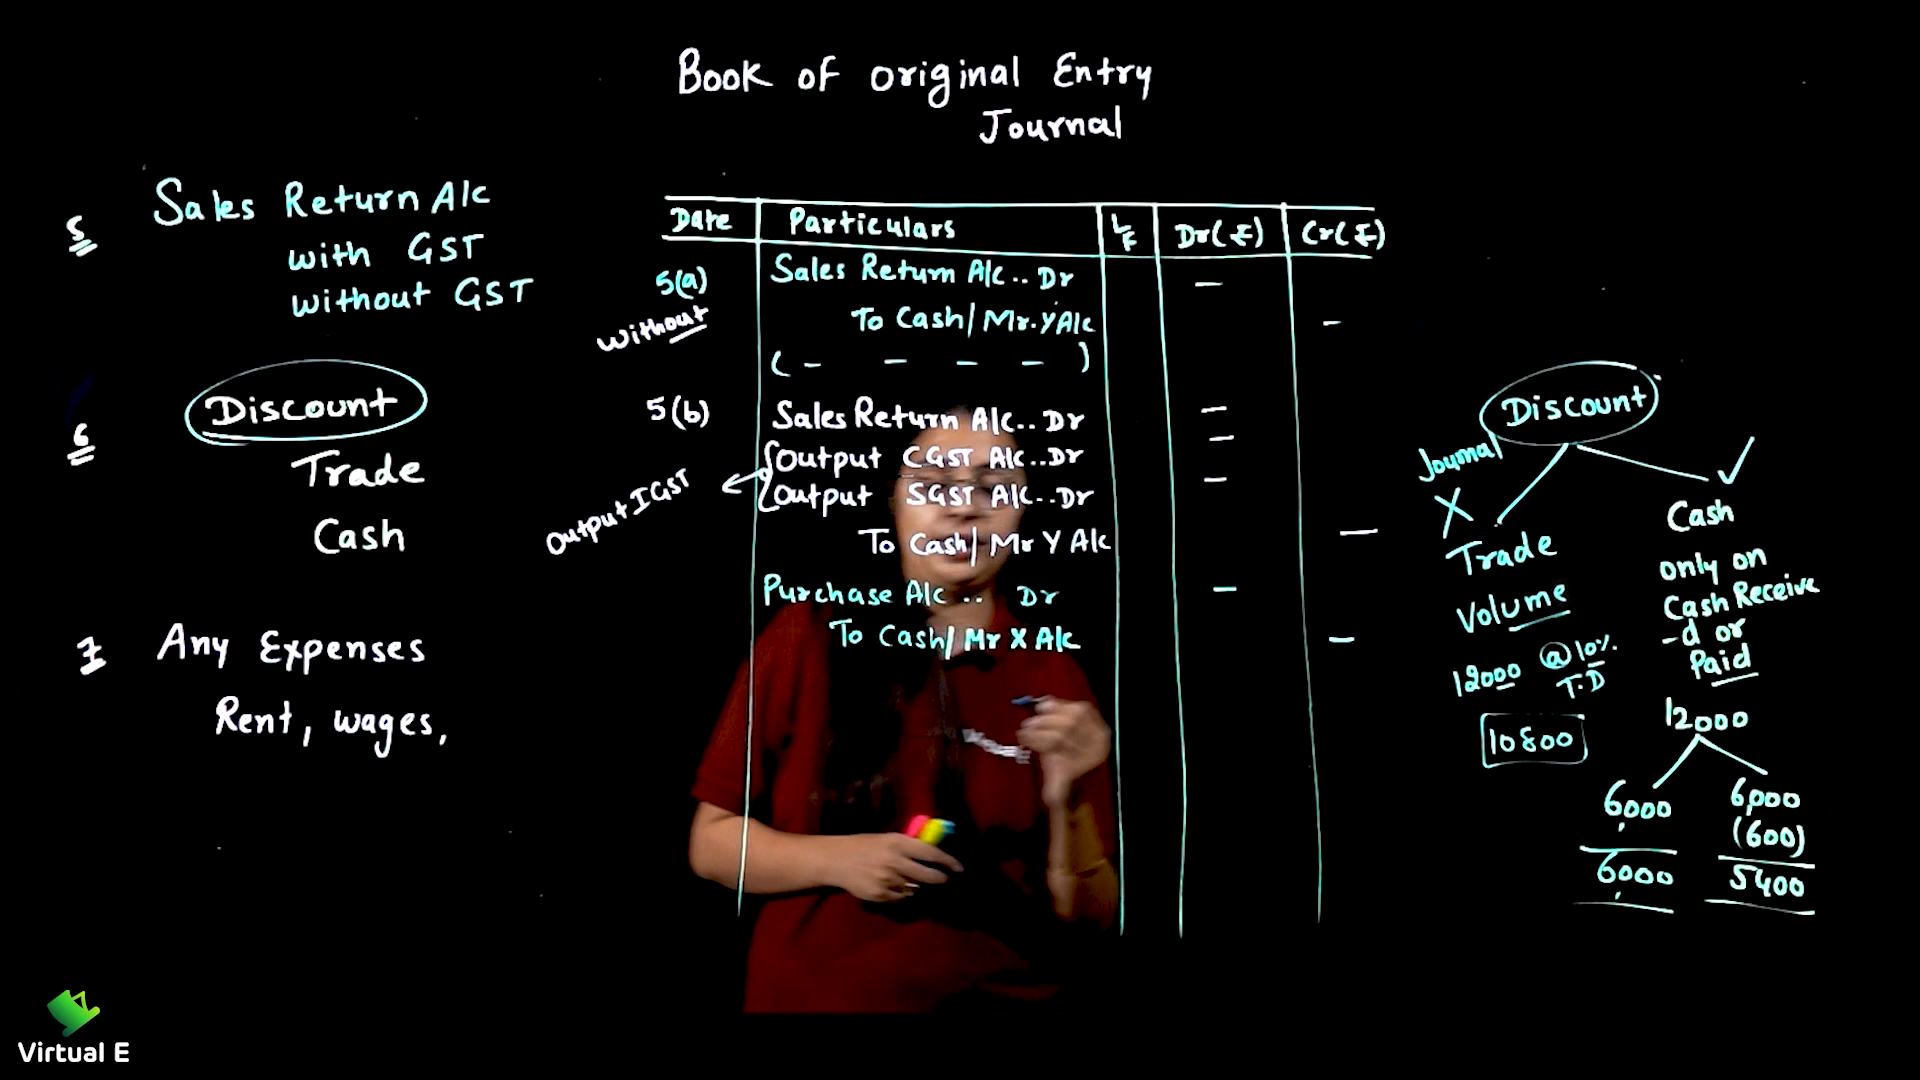 Book of original Entry
Journal
5 Sales Return A/c
with GST
without GST
6 Discount
Trade
Cash
7 Any Expenses
Rent, wages,
Date Particulars L/F Dr(₹) Cr(₹)
5(a) Sales Return A/c.. Dr —
without To Cash/Mr.Y A/c —
( - - - - )
5(b) Sales Return A/c.. Dr —
Output CGST A/c..Dr —
Output SGST A/c..Dr —
Output IGST
To Cash/ Mr Y A/c —
Purchase A/c .. Dr —
To Cash/Mr X A/c —
Discount
Journal
X Trade
Volume
12000 @10%
T.D
10800
✓
Cash
only on
Cash Receive
-d or
Paid
12000
6000 6,000
(600)
6000 5400
Virtual E